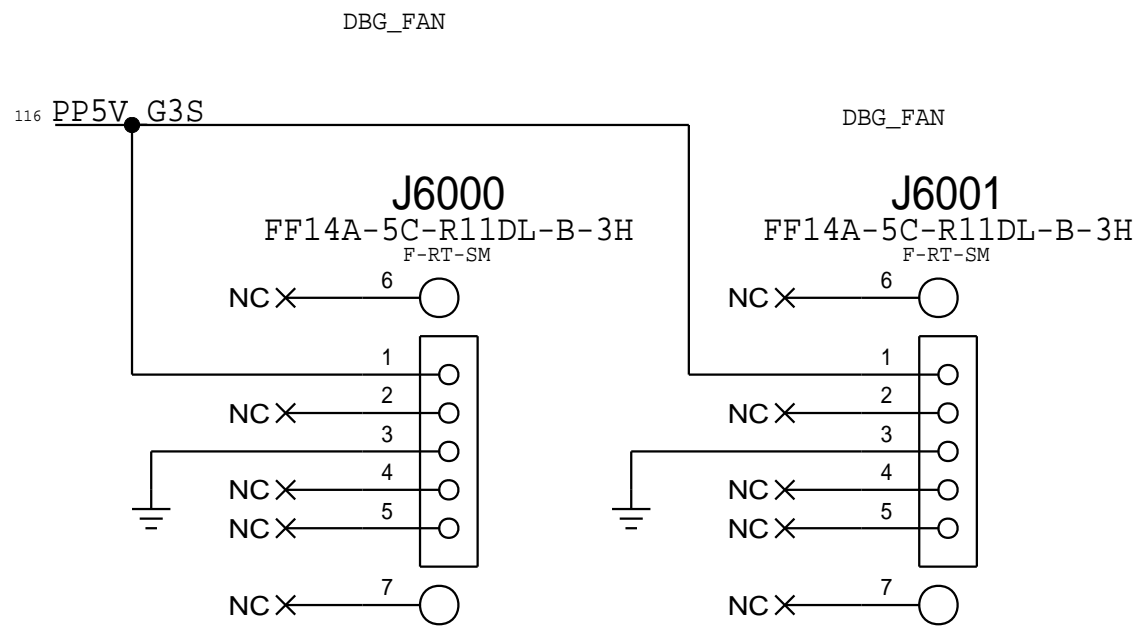 DBG_FAN
116 PP5V_G3S
DBG_FAN
J6000
FF14A-5C-R11DL-B-3H
F-RT-SM
NC 6
1
NC 2
3
NC 4
NC 5
NC 7
J6001
FF14A-5C-R11DL-B-3H
F-RT-SM
NC 6
1
NC 2
3
NC 4
NC 5
NC 7